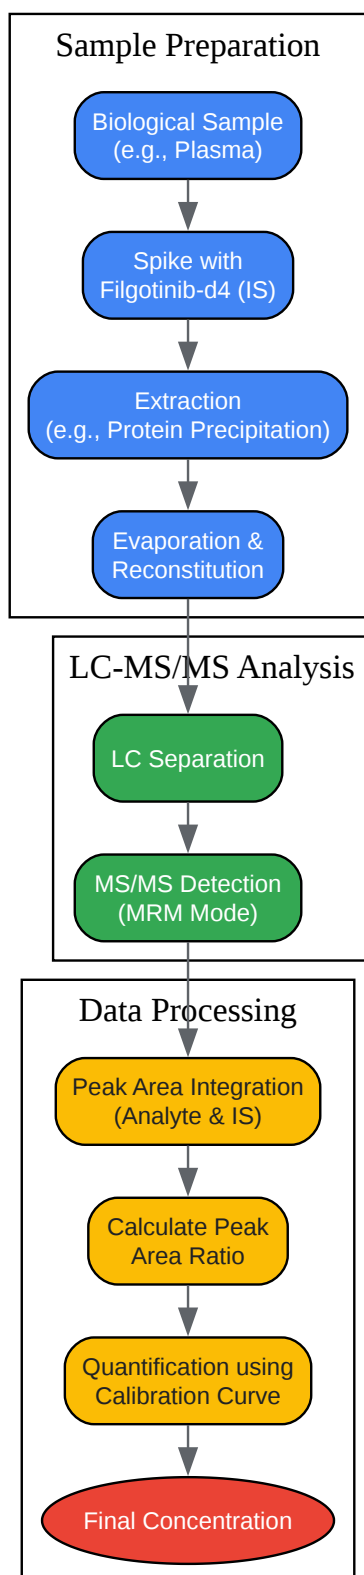 Sample Preparation
Biological Sample
(e.g., Plasma)
Spike with
Filgotinib-d4 (IS)
Extraction
(e.g., Protein Precipitation)
Evaporation &
Reconstitution
LC-MS/MS Analysis
LC Separation
MS/MS Detection
(MRM Mode)
Data Processing
Peak Area Integration
(Analyte & IS)
Calculate Peak
Area Ratio
Quantification using
Calibration Curve
Final Concentration